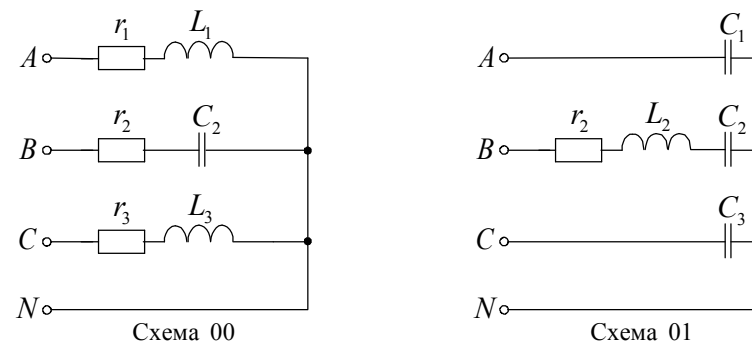 r₁ L₁
A
r₂ C₂
B
r₃ L₃
C
N
Схема 00
C₁
A
r₂ L₂ C₂
B
C₃
C
N
Схема 01